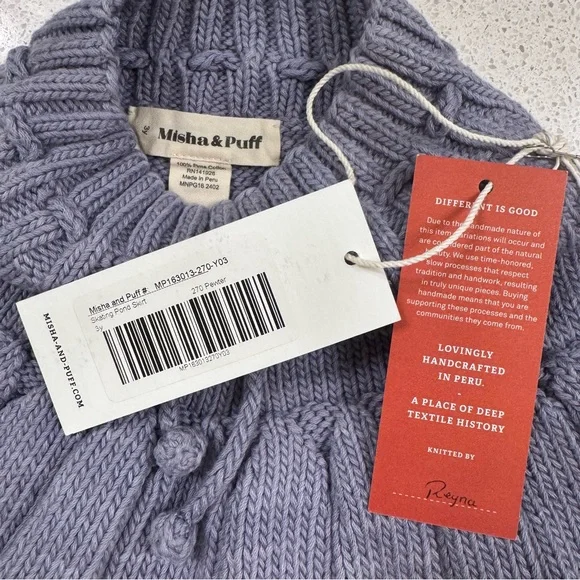 3y
Misha & Puff
100% Pima Cotton
RN141926
Made in Peru
MNPG16.2402
Misha and Puff #: MP163013-270-Y03
Skating Pond Skirt 270 Pewter
3y
MP163013270Y03
MISHA-AND-PUFF.COM
DIFFERENT IS GOOD
Due to the handmade nature of
this item variations will occur and
are considered part of the natural
beauty. We use time-honored,
slow processes that respect
tradition and handwork, resulting
in truly unique pieces. Buying
handmade means that you are
supporting these processes and the
communities they come from.
LOVINGLY
HANDCRAFTED
IN PERU.
-
A PLACE OF DEEP
TEXTILE HISTORY
KNITTED BY
Reyna